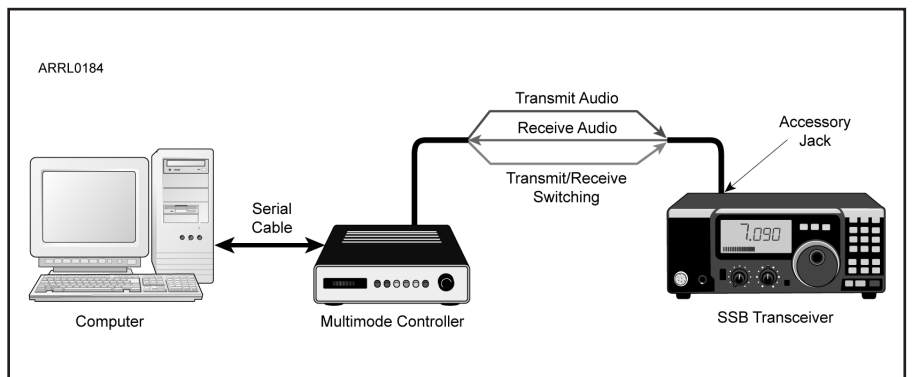 ARRL0184
Transmit Audio
Receive Audio
Transmit/Receive
Switching
Accessory
Jack
Serial
Cable
7.090
Computer
Multimode Controller
SSB Transceiver